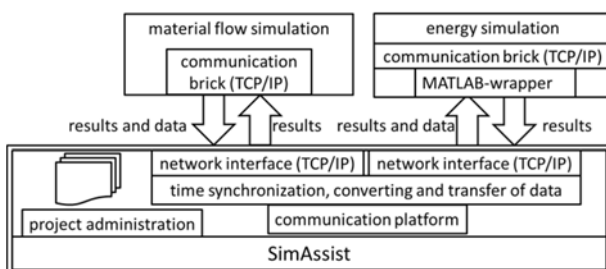 material flow simulation
communication
brick (TCP/IP)
energy simulation
communication brick (TCP/IP)
MATLAB-wrapper
results and data
results
results and data
results
network interface (TCP/IP)
network interface (TCP/IP)
time synchronization, converting and transfer of data
project administration
communication platform
SimAssist